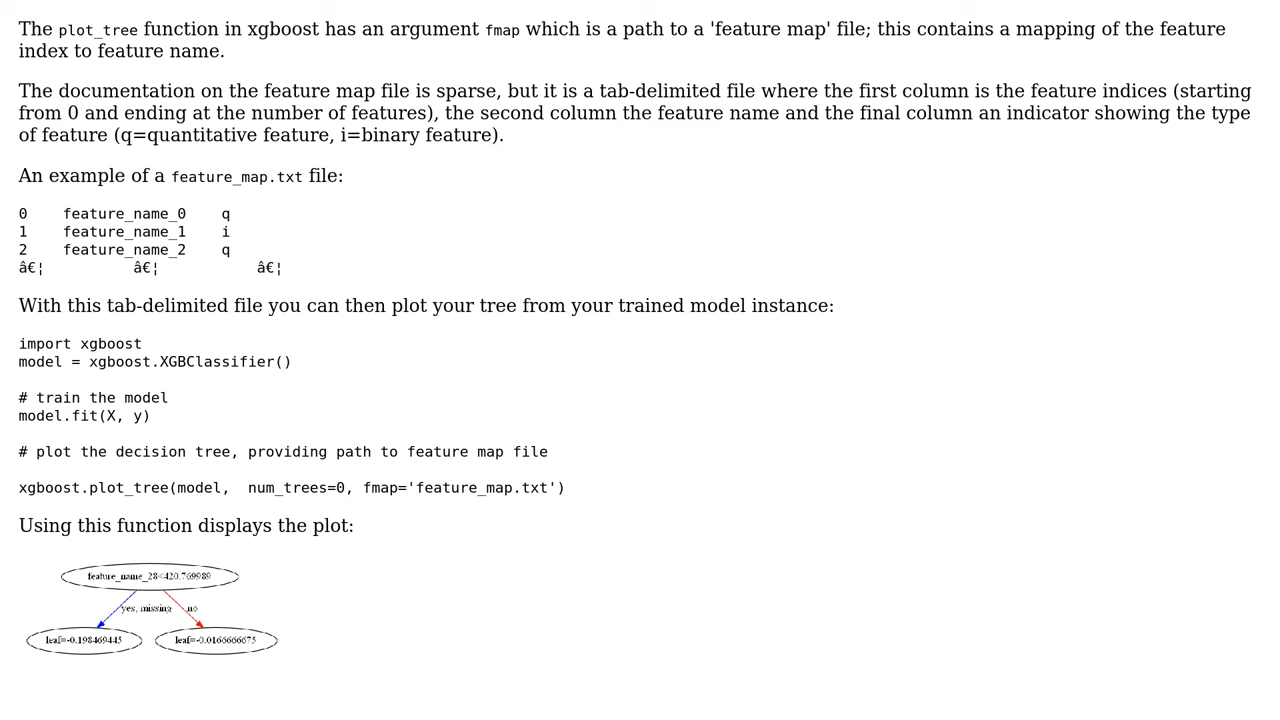 The plot_tree function in xgboost has an argument fmap which is a path to a 'feature map' file; this contains a mapping of the feature
index to feature name.
The documentation on the feature map file is sparse, but it is a tab-delimited file where the first column is the feature indices (starting
from 0 and ending at the number of features), the second column the feature name and the final column an indicator showing the type
of feature (q=quantitative feature, i=binary feature).
An example of a feature_map.txt file:
0    feature_name_0    q
1    feature_name_1    i
2    feature_name_2    q
â€¦          â€¦           â€¦
With this tab-delimited file you can then plot your tree from your trained model instance:
import xgboost
model = xgboost.XGBClassifier()
# train the model
model.fit(X, y)
# plot the decision tree, providing path to feature map file
xgboost.plot_tree(model,  num_trees=0, fmap='feature_map.txt')
Using this function displays the plot:
feature_name_28<420.769989
yes, missing no
leaf=-0.198469445 leaf=-0.0166666675